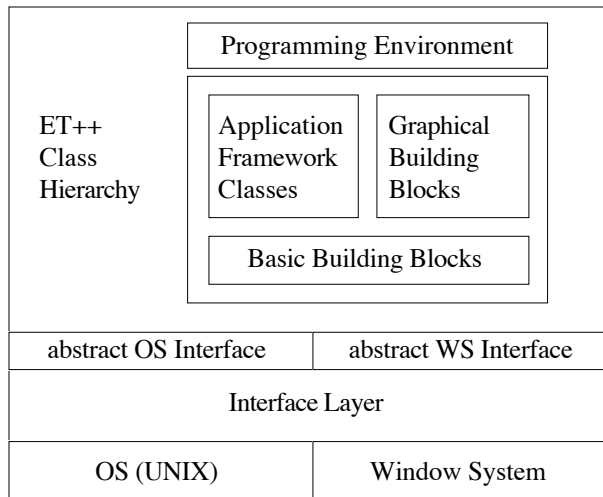 Programming Environment
ET++
Class
Hierarchy
Application
Framework
Classes
Graphical
Building
Blocks
Basic Building Blocks
abstract OS Interface
abstract WS Interface
Interface Layer
OS (UNIX)
Window System